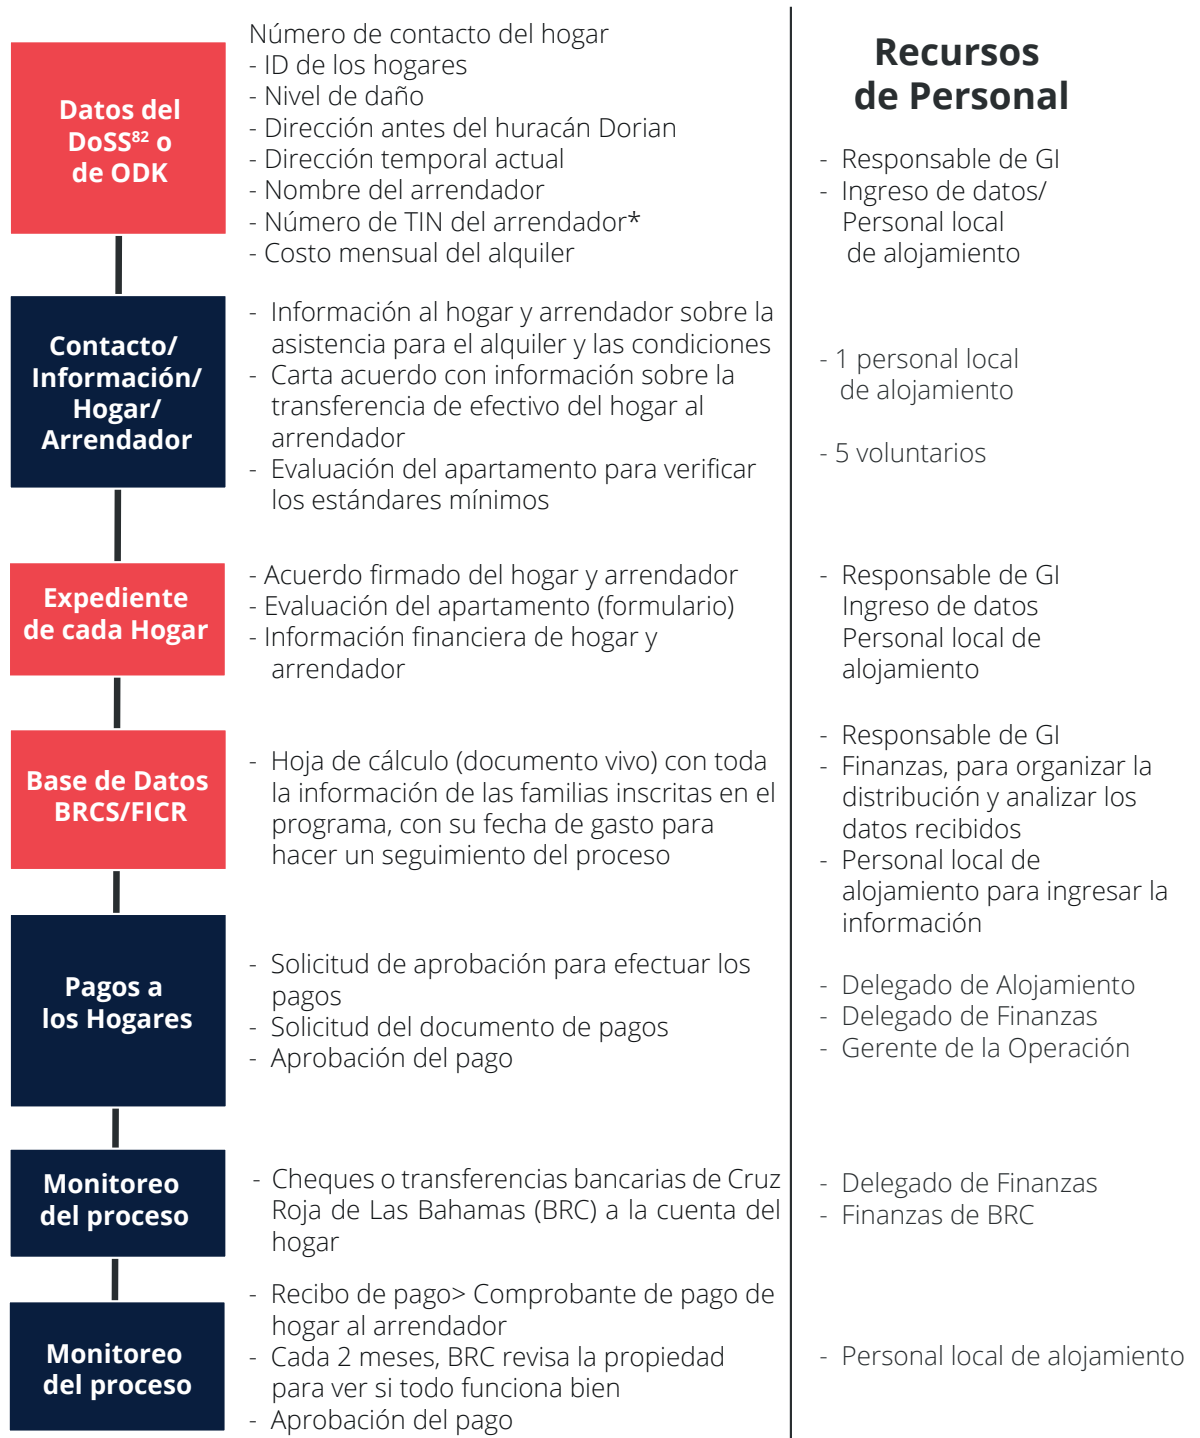 Recursos
de Personal
Datos del
DoSS82 o
de ODK
Número de contacto del hogar
- ID de los hogares
- Nivel de daño
- Dirección antes del huracán Dorian
- Dirección temporal actual
- Nombre del arrendador
- Número de TIN del arrendador*
- Costo mensual del alquiler
- Responsable de GI
- Ingreso de datos/
Personal local
de alojamiento
Contacto/
Información/
Hogar/
Arrendador
- Información al hogar y arrendador sobre la
asistencia para el alquiler y las condiciones
- Carta acuerdo con información sobre la
transferencia de efectivo del hogar al
arrendador
- Evaluación del apartamento para verificar
los estándares mínimos
- 1 personal local
de alojamiento
- 5 voluntarios
Expediente
de cada Hogar
- Acuerdo firmado del hogar y arrendador
- Evaluación del apartamento (formulario)
- Información financiera de hogar y
arrendador
- Responsable de GI
Ingreso de datos
Personal local de
alojamiento
Base de Datos
BRCS/FICR
- Hoja de cálculo (documento vivo) con toda
la información de las familias inscritas en el
programa, con su fecha de gasto para
hacer un seguimiento del proceso
- Responsable de GI
- Finanzas, para organizar la
distribución y analizar los
datos recibidos
- Personal local de
alojamiento para ingresar la
información
Pagos a
los Hogares
- Solicitud de aprobación para efectuar los
pagos
- Solicitud del documento de pagos
- Aprobación del pago
- Delegado de Alojamiento
- Delegado de Finanzas
- Gerente de la Operación
Monitoreo
del proceso
- Cheques o transferencias bancarias de Cruz
Roja de Las Bahamas (BRC) a la cuenta del
hogar
- Delegado de Finanzas
- Finanzas de BRC
Monitoreo
del proceso
- Recibo de pago> Comprobante de pago de
hogar al arrendador
- Cada 2 meses, BRC revisa la propiedad
para ver si todo funciona bien
- Aprobación del pago
- Personal local de alojamiento